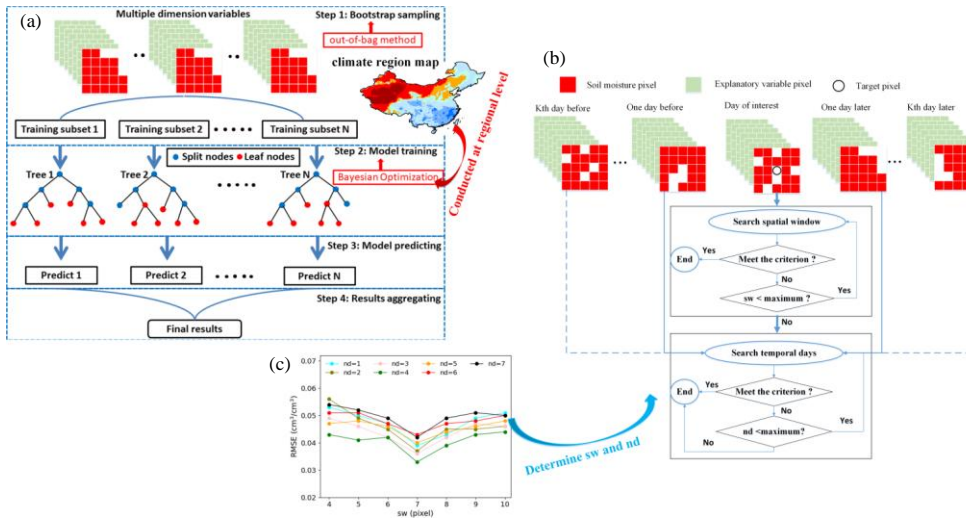 (a)
Multiple dimension variables
Step 1: Bootstrap sampling
out-of-bag method
climate region map
Training subset 1
Training subset 2
Training subset N
Split nodes
Leaf nodes
Step 2: Model training
Bayesian Optimization
Conducted at regional level
Tree 1
Tree 2
Tree N
Step 3: Model predicting
Predict 1
Predict 2
Predict N
Step 4: Results aggregating
Final results
(b)
Soil moisture pixel
Explanatory variable pixel
Target pixel
Kth day before
One day before
Day of interest
One day later
Kth day later
Search spatial window
End
Yes
Meet the criterion ?
No
sw < maximum ?
Yes
No
Search temporal days
End
Yes
Meet the criterion ?
No
nd <maximum?
Yes
No
(c)
nd=1
nd=3
nd=5
nd=7
nd=2
nd=4
nd=6
RMSE (cm³/cm³)
0.07
0.06
0.05
0.04
0.03
0.02
4 5 6 7 8 9 10
sw (pixel)
Determine sw and nd